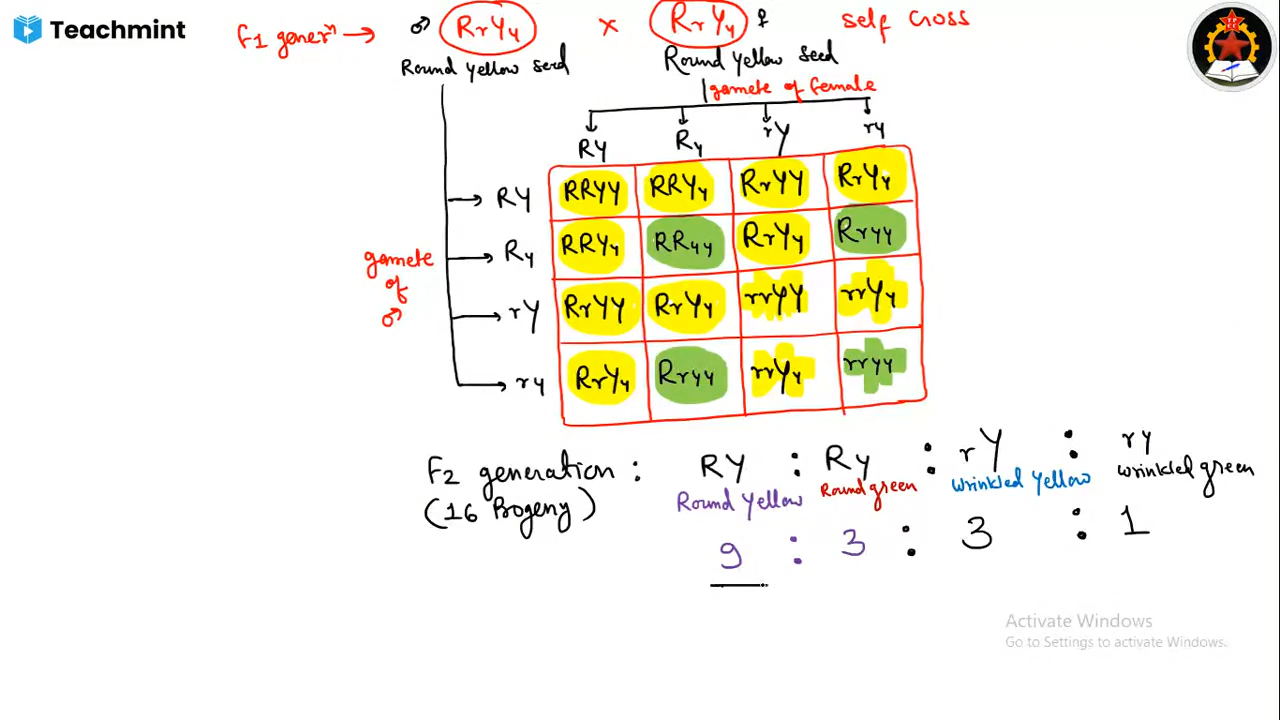 Teachmint
F1 generⁿ → ♂ RrYy × RrYy ♀ self cross
Round yellow seed Round yellow seed
gamete of female
RY Ry rY ry
RY RRYY RRYy RrYY RrYy
Ry RRYy RRyy RrYy Rryy
gamete of ♂
rY RrYY RrYy rrYY rrYy
ry RrYy Rryy rrYy rryy
F2 generation : RY : Ry : rY : ry
(16 Progeny) Round Yellow Round green Wrinkled Yellow wrinkled green
9 : 3 : 3 : 1
Activate Windows
Go to Settings to activate Windows.